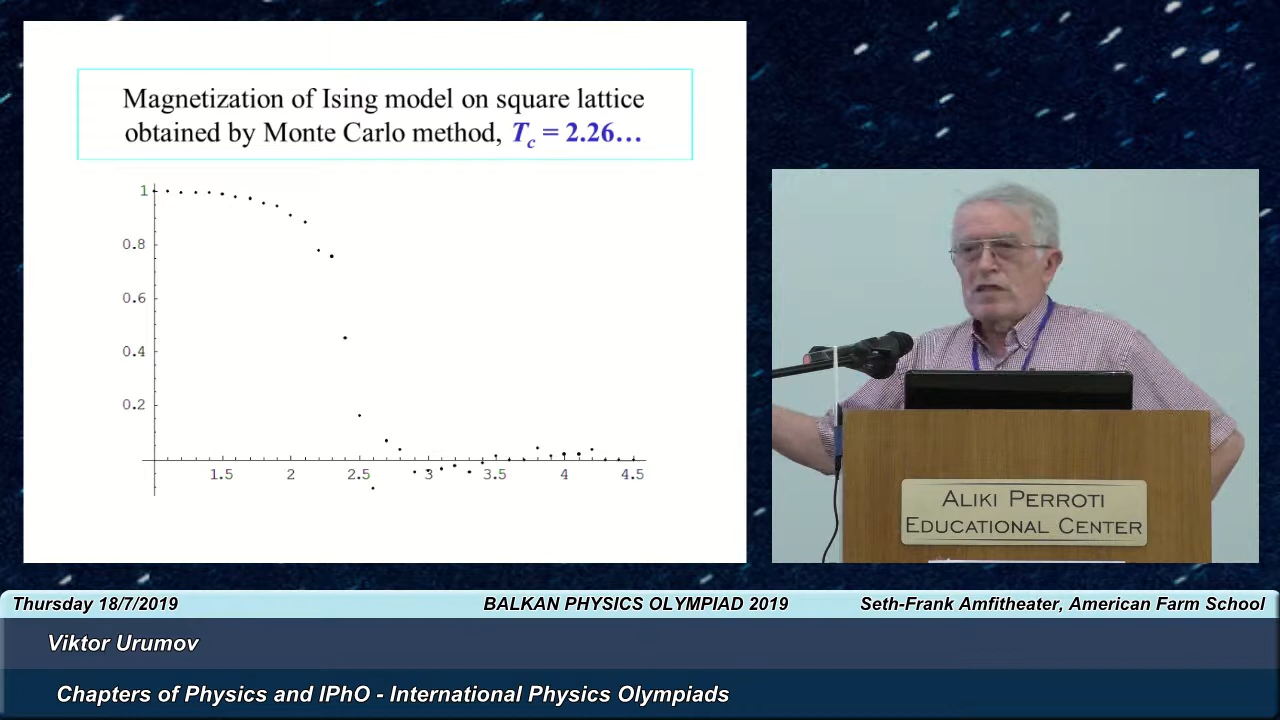 Magnetization of Ising model on square lattice
obtained by Monte Carlo method, Tc = 2.26…
1
0.8
0.6
0.4
0.2
1.5 2 2.5 3 3.5 4 4.5
ALIKI PERROTI
EDUCATIONAL CENTER
Thursday 18/7/2019 BALKAN PHYSICS OLYMPIAD 2019 Seth-Frank Amfitheater, American Farm School
Viktor Urumov
Chapters of Physics and IPhO - International Physics Olympiads